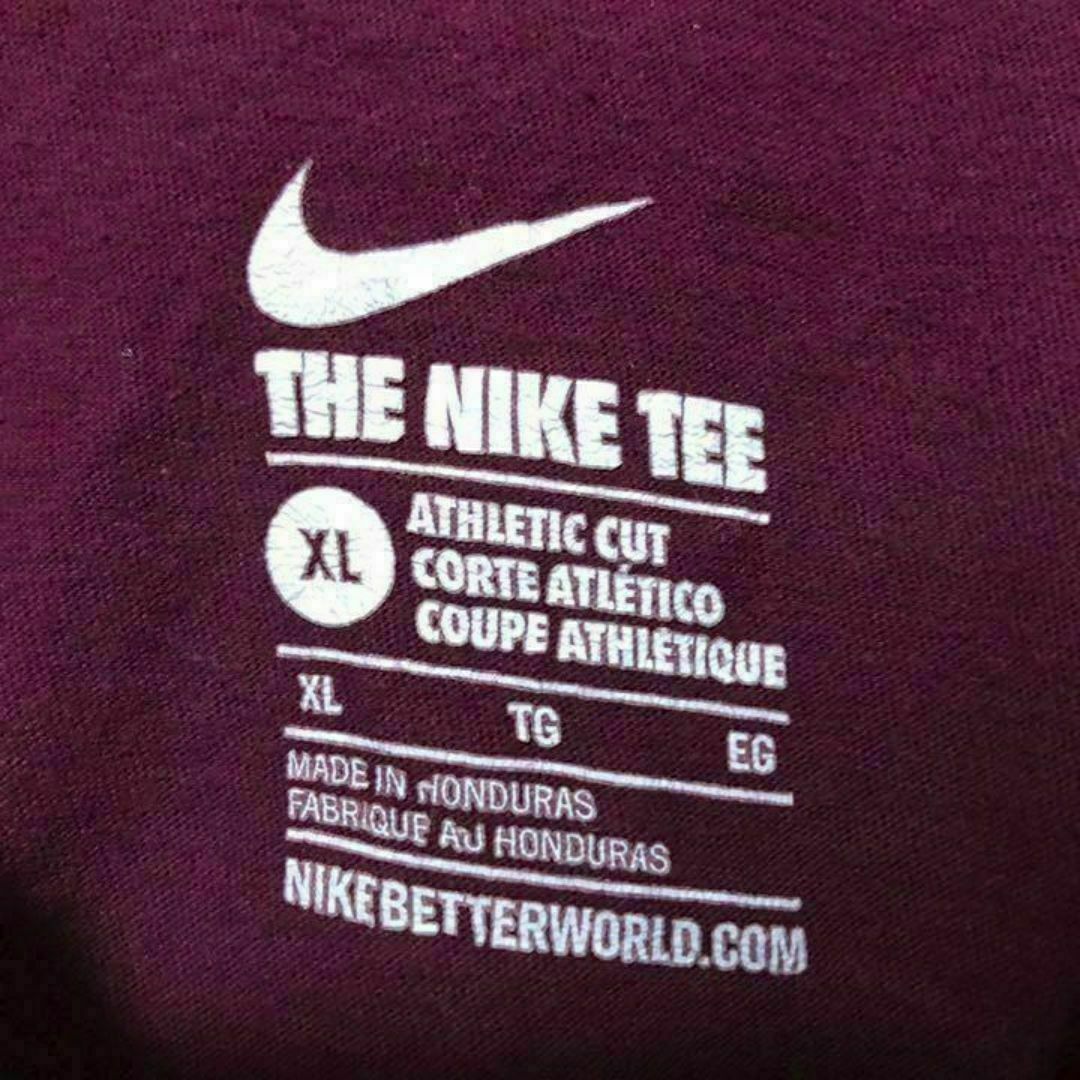 THE NIKE TEE
XL
ATHLETIC CUT
CORTE ATLÉTICO
COUPE ATHLÉTIQUE
XL TG EG
MADE IN HONDURAS
FABRIQUE AU HONDURAS
NIKEBETTERWORLD.COM